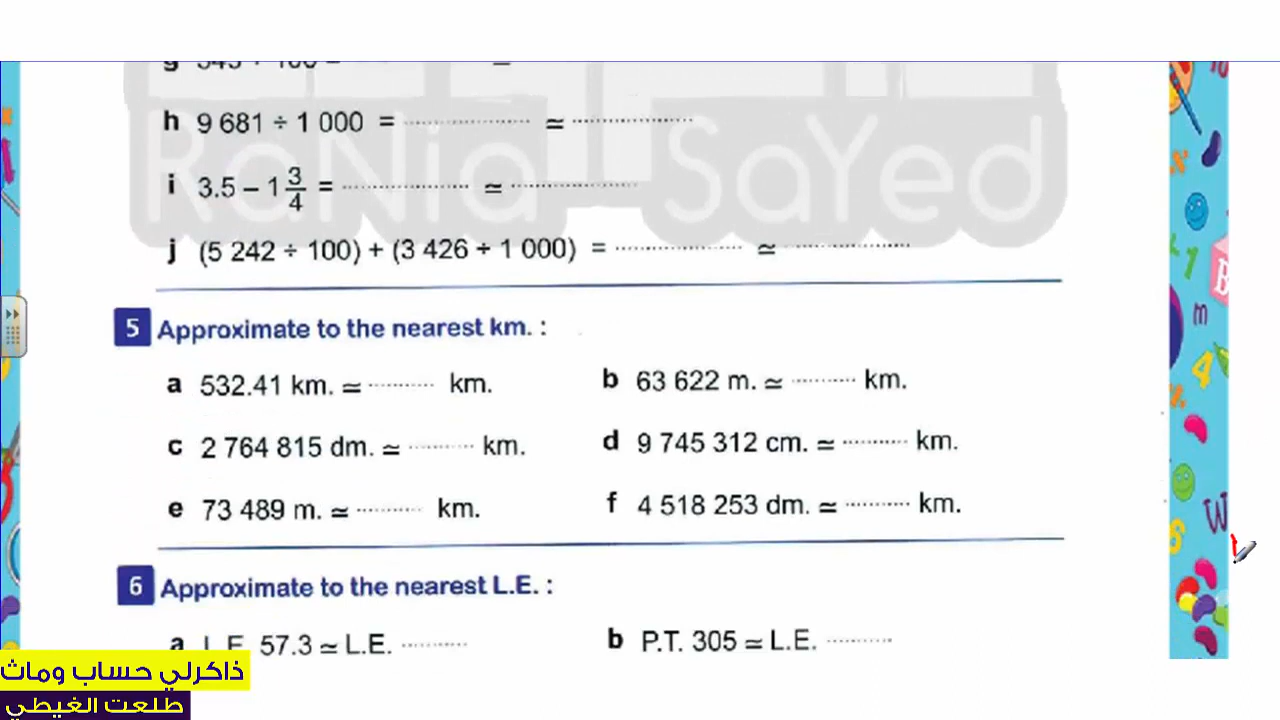 h 9 681 ÷ 1 000 = .................. ≃ ..................
i 3.5 – 1 3/4 = .................. ≃ ..................
j (5 242 ÷ 100) + (3 426 ÷ 1 000) = .................. ≃ ..................
RaNia SaYed
5 Approximate to the nearest km. :
a 532.41 km. ≃ .......... km.
b 63 622 m. ≃ .......... km.
c 2 764 815 dm. ≃ .......... km.
d 9 745 312 cm. ≃ .......... km.
e 73 489 m. ≃ .......... km.
f 4 518 253 dm. ≃ .......... km.
6 Approximate to the nearest L.E. :
a L.E. 57.3 ≃ L.E. ..........
b P.T. 305 ≃ L.E. ..........
ذاكرلي حساب وماث
طلعت الغيطي